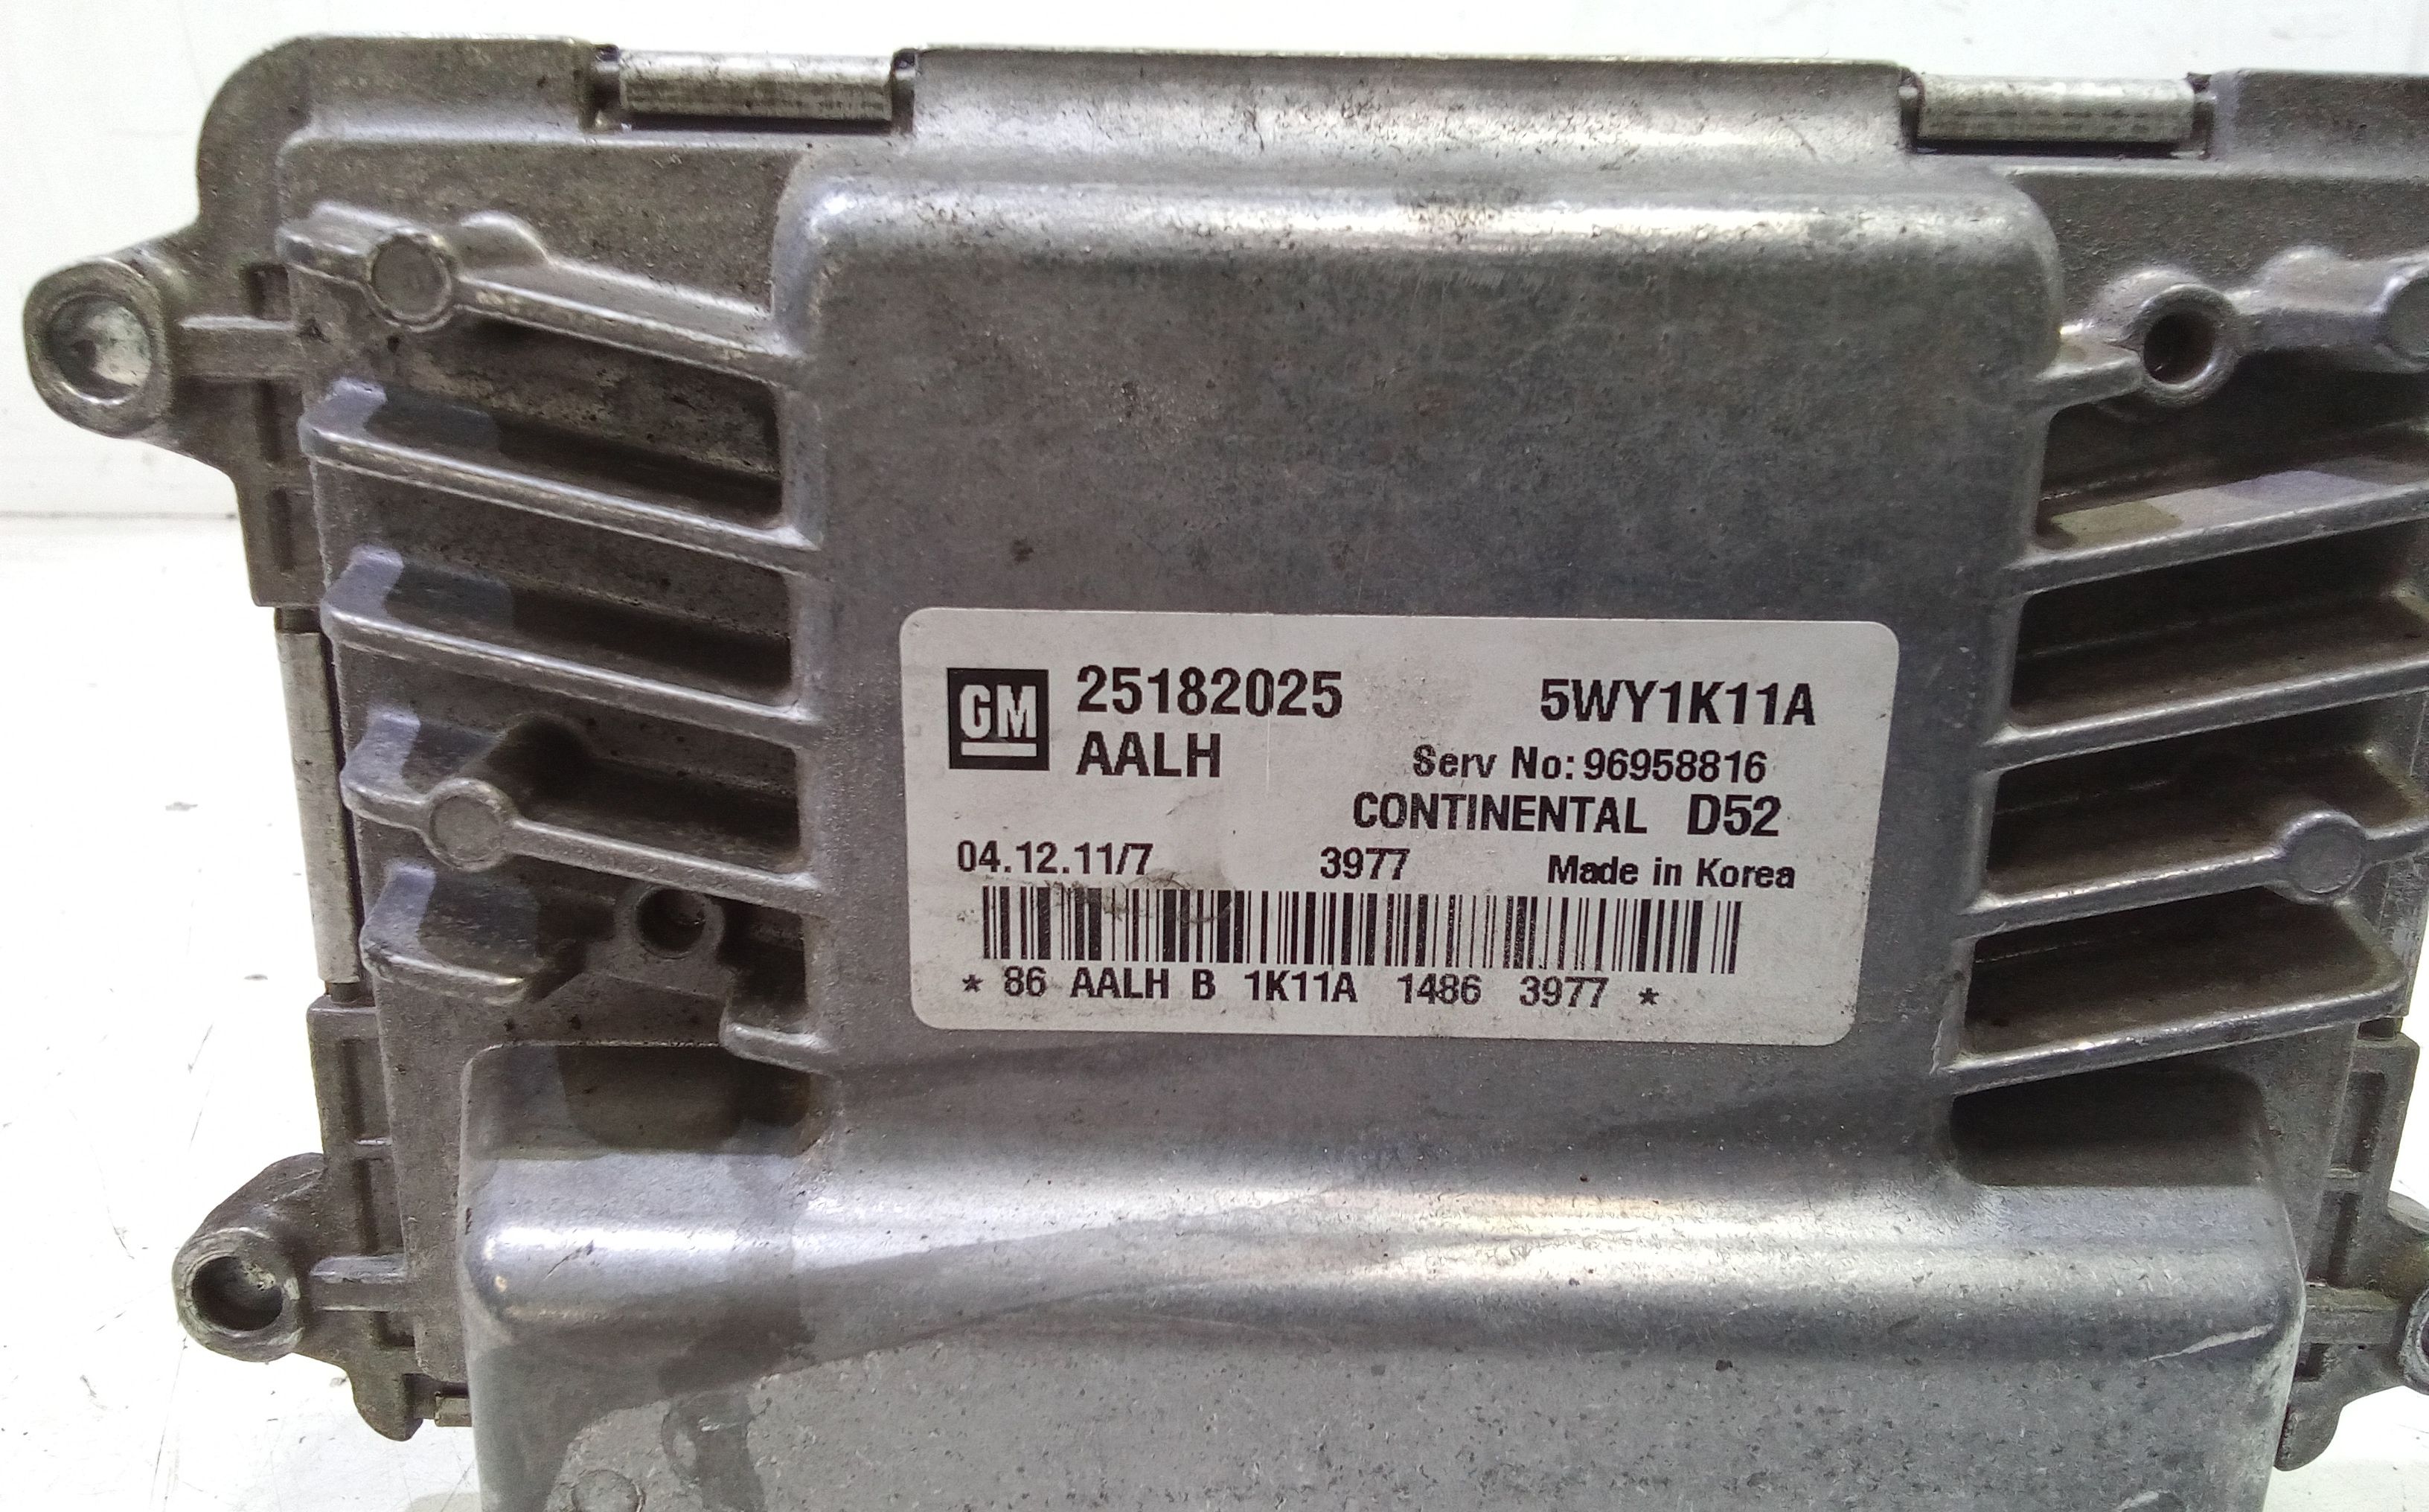 GM 25182025 5WY1K11A
AALH Serv No: 96958816
CONTINENTAL D52
04.12.11/7 3977 Made in Korea
* 86 AALH B 1K11A 1486 3977 *